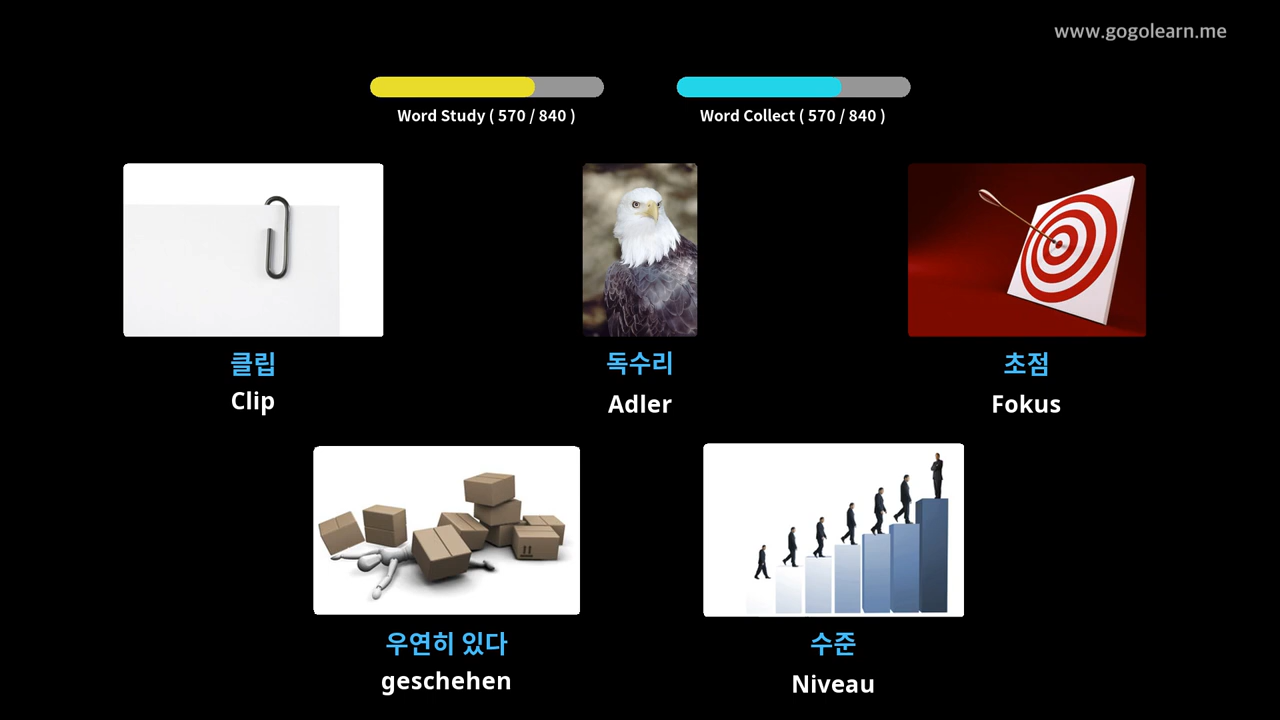 www.gogolearn.me
Word Study ( 570 / 840 )
Word Collect ( 570 / 840 )
클립
Clip
독수리
Adler
초점
Fokus
우연히 있다
geschehen
수준
Niveau